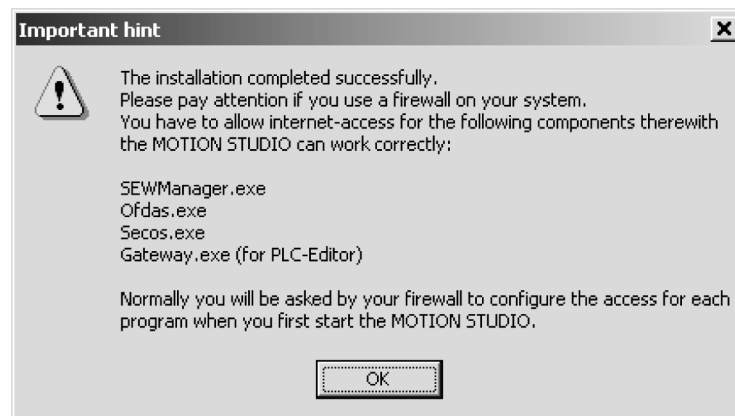 Important hint
The installation completed successfully.
Please pay attention if you use a firewall on your system.
You have to allow internet-access for the following components therewith
the MOTION STUDIO can work correctly:
SEWManager.exe
Ofdas.exe
Secos.exe
Gateway.exe (for PLC-Editor)
Normally you will be asked by your firewall to configure the access for each
program when you first start the MOTION STUDIO.
OK